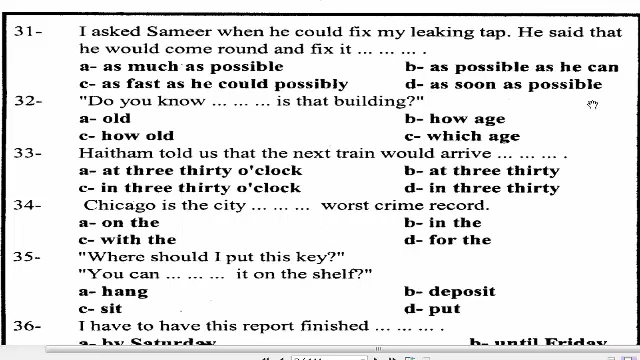 31- I asked Sameer when he could fix my leaking tap. He said that
he would come round and fix it ... ... ... .
a- as much as possible b- as possible as he can
c- as fast as he could possibly d- as soon as possible
32- "Do you know ... ... ... is that building?"
a- old b- how age
c- how old c- which age
33- Haitham told us that the next train would arrive ... ... ... .
a- at three thirty o'clock b- at three thirty
c- in three thirty o'clock d- in three thirty
34- Chicago is the city ... ... ... worst crime record.
a- on the b- in the
c- with the d- for the
35- "Where should I put this key?"
"You can ... ... ... it on the shelf?"
a- hang b- deposit
c- sit d- put
36- I have to have this report finished ... ... ... .
a- by Saturday b- until Friday